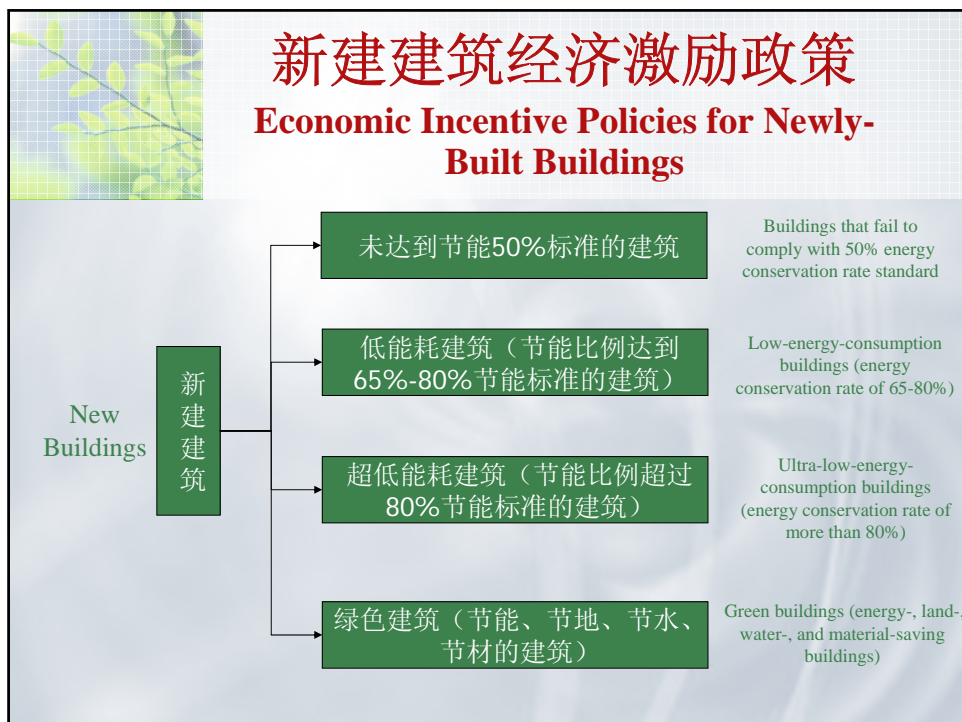 新建建筑经济激励政策
Economic Incentive Policies for Newly-
Built Buildings
未达到节能50%标准的建筑
Buildings that fail to
comply with 50% energy
conservation rate standard
New
Buildings
新
建
建
筑
低能耗建筑（节能比例达到
65%-80%节能标准的建筑）
Low-energy-consumption
buildings (energy
conservation rate of 65-80%)
超低能耗建筑（节能比例超过
80%节能标准的建筑）
Ultra-low-energy-
consumption buildings
(energy conservation rate of
more than 80%)
绿色建筑（节能、节地、节水、
节材的建筑）
Green buildings (energy-, land-,
water-, and material-saving
buildings)